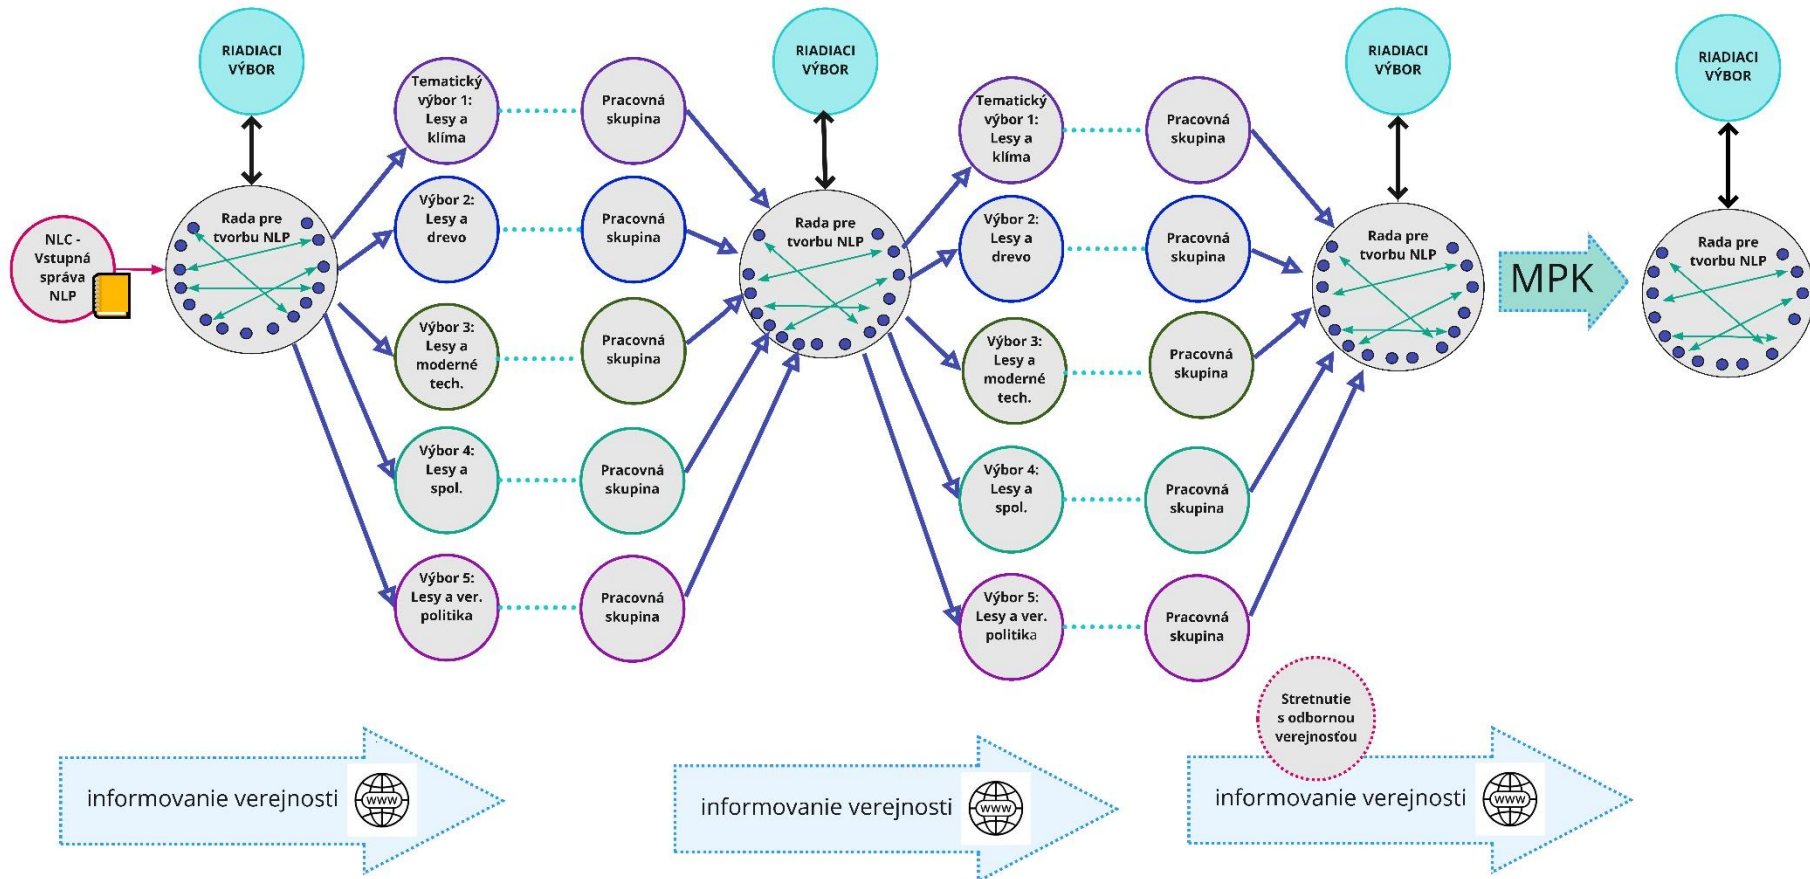 RIADIACI
VÝBOR
NLC -
Vstupná
správa
NLP
Rada pre
tvorbu NLP
Tematický
výbor 1:
Lesy a
klíma
Pracovná
skupina
Výbor 2:
Lesy a
drevo
Pracovná
skupina
Výbor 3:
Lesy a
moderné
tech.
Pracovná
skupina
Výbor 4:
Lesy a
spol.
Pracovná
skupina
Výbor 5:
Lesy a ver.
politika
Pracovná
skupina
RIADIACI
VÝBOR
Rada pre
tvorbu NLP
Tematický
výbor 1:
Lesy a
klíma
Pracovná
skupina
Výbor 2:
Lesy a
drevo
Pracovná
skupina
Výbor 3:
Lesy a
moderné
tech.
Pracovná
skupina
Výbor 4:
Lesy a
spol.
Pracovná
skupina
Výbor 5:
Lesy a ver.
politika
Pracovná
skupina
RIADIACI
VÝBOR
Rada pre
tvorbu NLP
MPK
RIADIACI
VÝBOR
Rada pre
tvorbu NLP
informovanie verejnosti
www
informovanie verejnosti
www
Stretnutie
s odbornou
verejnosťou
informovanie verejnosti
www